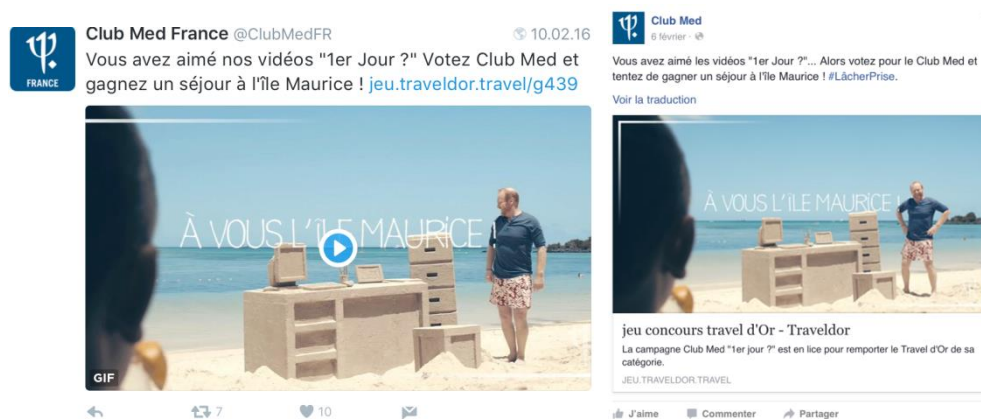 Club Med France @ClubMedFR
10.02.16
Vous avez aimé nos vidéos "1er Jour ?" Votez Club Med et
gagnez un séjour à l'île Maurice ! jeu.traveldor.travel/g439
FRANCE
À VOUS L'ÎLE MAURICE !
GIF
7
10
Club Med
6 février
Vous avez aimé les vidéos "1er Jour ?"... Alors votez pour le Club Med et
tentez de gagner un séjour à l'île Maurice ! #LâcherPrise.
Voir la traduction
À VOUS L'ÎLE MAURICE !
jeu concours travel d'Or - Traveldor
La campagne Club Med "1er jour ?" est en lice pour remporter le Travel d'Or de sa
catégorie.
JEU.TRAVELDOR.TRAVEL
J'aime
Commenter
Partager